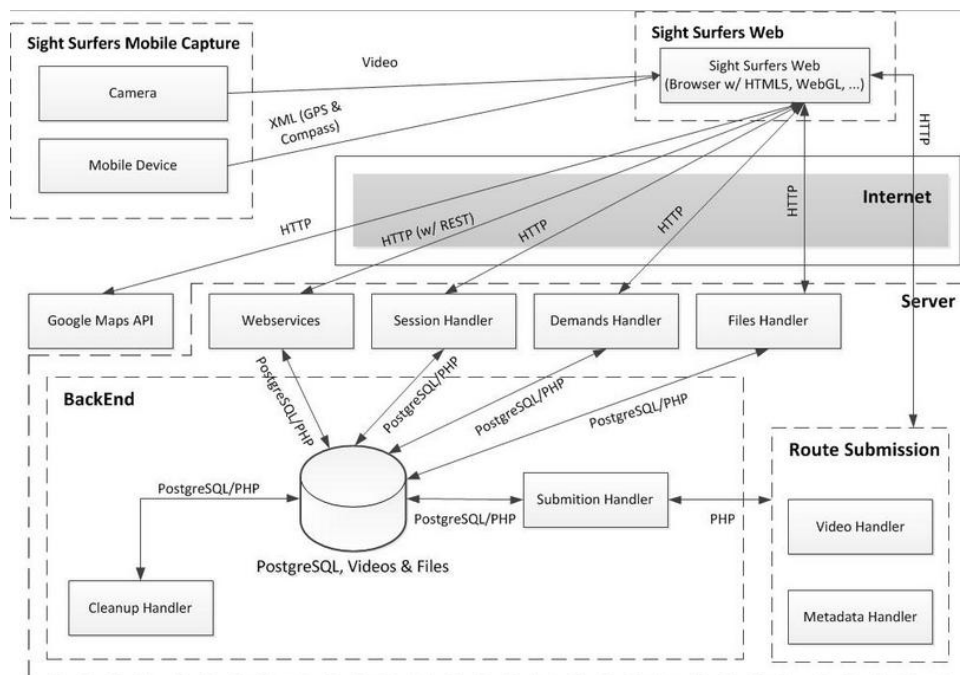 Sight Surfers Mobile Capture
Camera
Mobile Device
Video
XML (GPS &
Compass)
Sight Surfers Web
Sight Surfers Web
(Browser w/ HTML5, WebGL, ...)
HTTP
Internet
HTTP
HTTP (w/ REST)
HTTP
HTTP
HTTP
Server
Google Maps API
Webservices
Session Handler
Demands Handler
Files Handler
PostgreSQL/PHP
PostgreSQL/PHP
PostgreSQL/PHP
PostgreSQL/PHP
BackEnd
PostgreSQL/PHP
PostgreSQL, Videos & Files
PostgreSQL/PHP
Submition Handler
PHP
Cleanup Handler
Route Submission
Video Handler
Metadata Handler